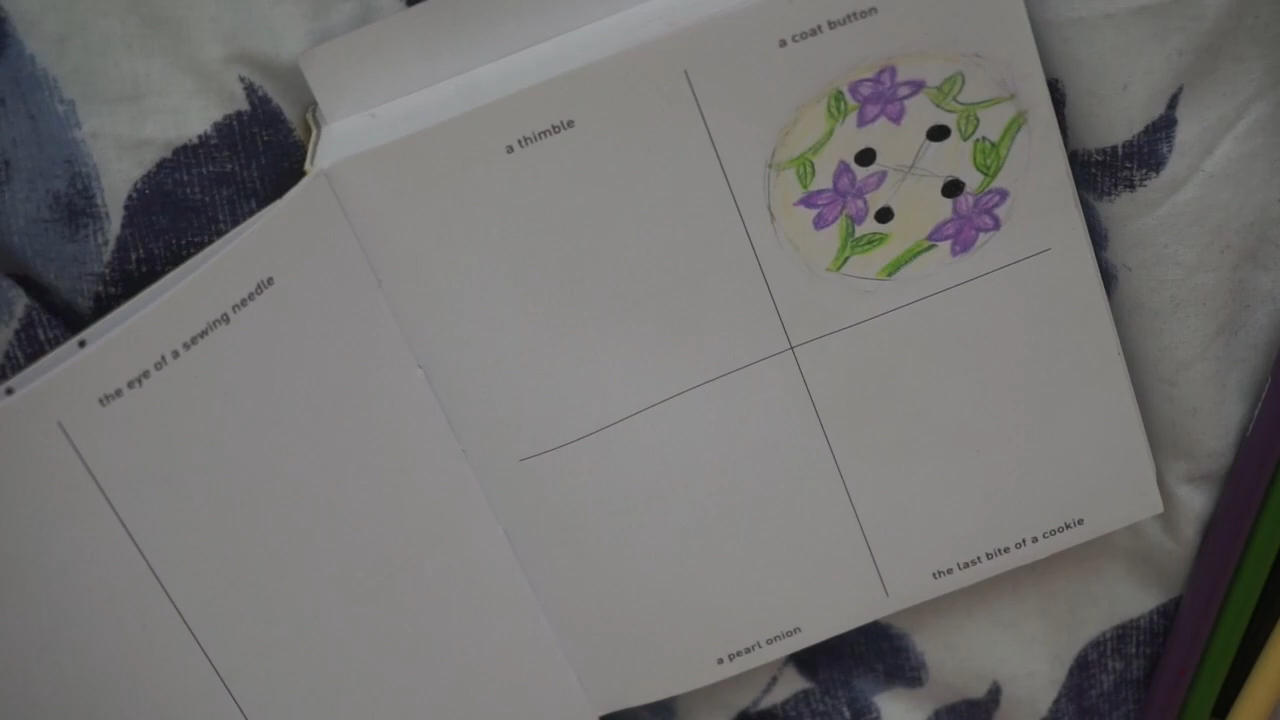 the eye of a sewing needle
a thimble
a coat button
a pearl onion
the last bite of a cookie